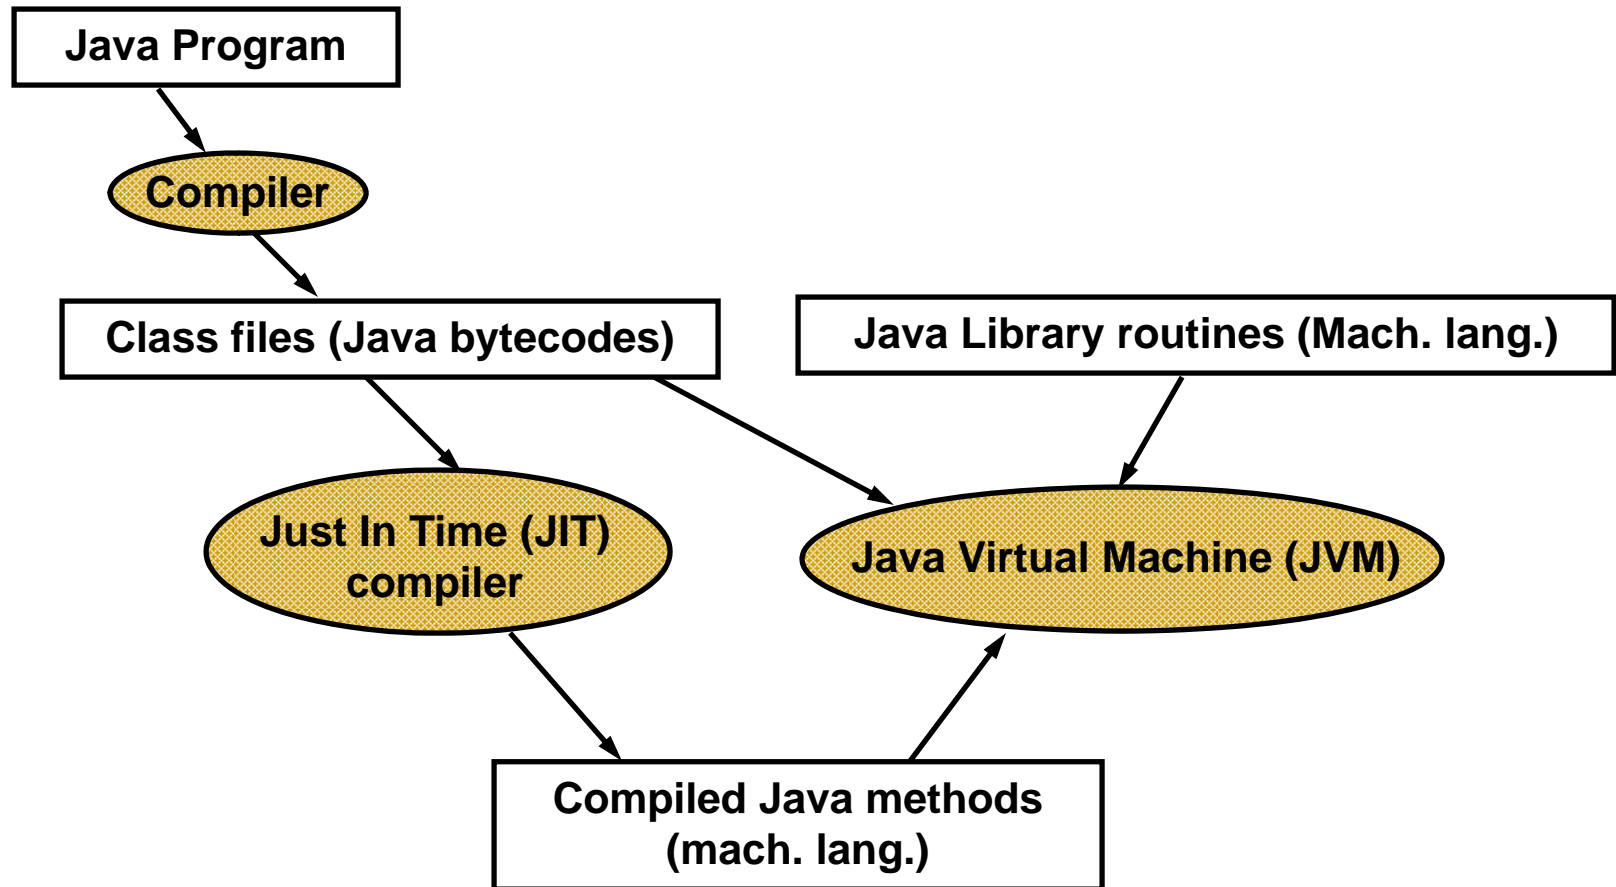 Java Program
Compiler
Class files (Java bytecodes)
Java Library routines (Mach. lang.)
Just In Time (JIT)
compiler
Java Virtual Machine (JVM)
Compiled Java methods
(mach. lang.)